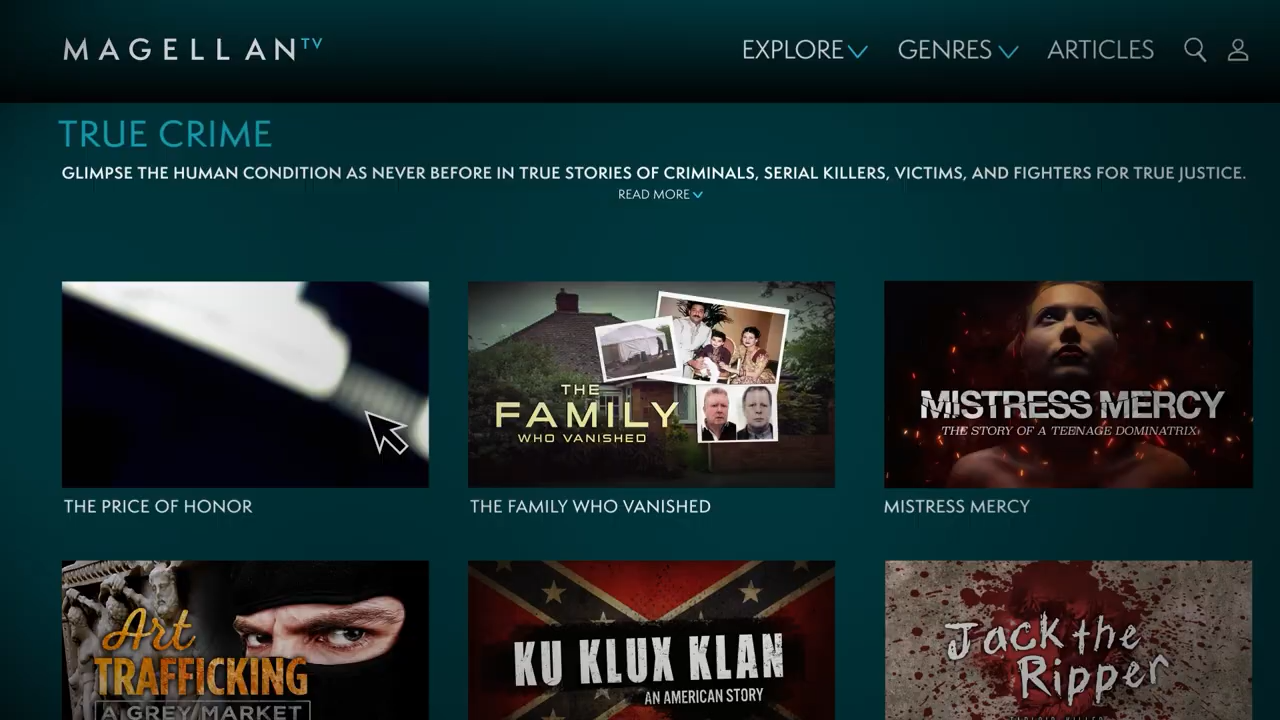 MAGELLANTV
EXPLORE GENRES ARTICLES
TRUE CRIME
GLIMPSE THE HUMAN CONDITION AS NEVER BEFORE IN TRUE STORIES OF CRIMINALS, SERIAL KILLERS, VICTIMS, AND FIGHTERS FOR TRUE JUSTICE.
READ MORE
THE
FAMILY
WHO VANISHED
MISTRESS MERCY
THE STORY OF A TEENAGE DOMINATRIX
THE PRICE OF HONOR
THE FAMILY WHO VANISHED
MISTRESS MERCY
Art
TRAFFICKING
A GREY MARKET
KU KLUX KLAN
AN AMERICAN STORY
Jack the
Ripper